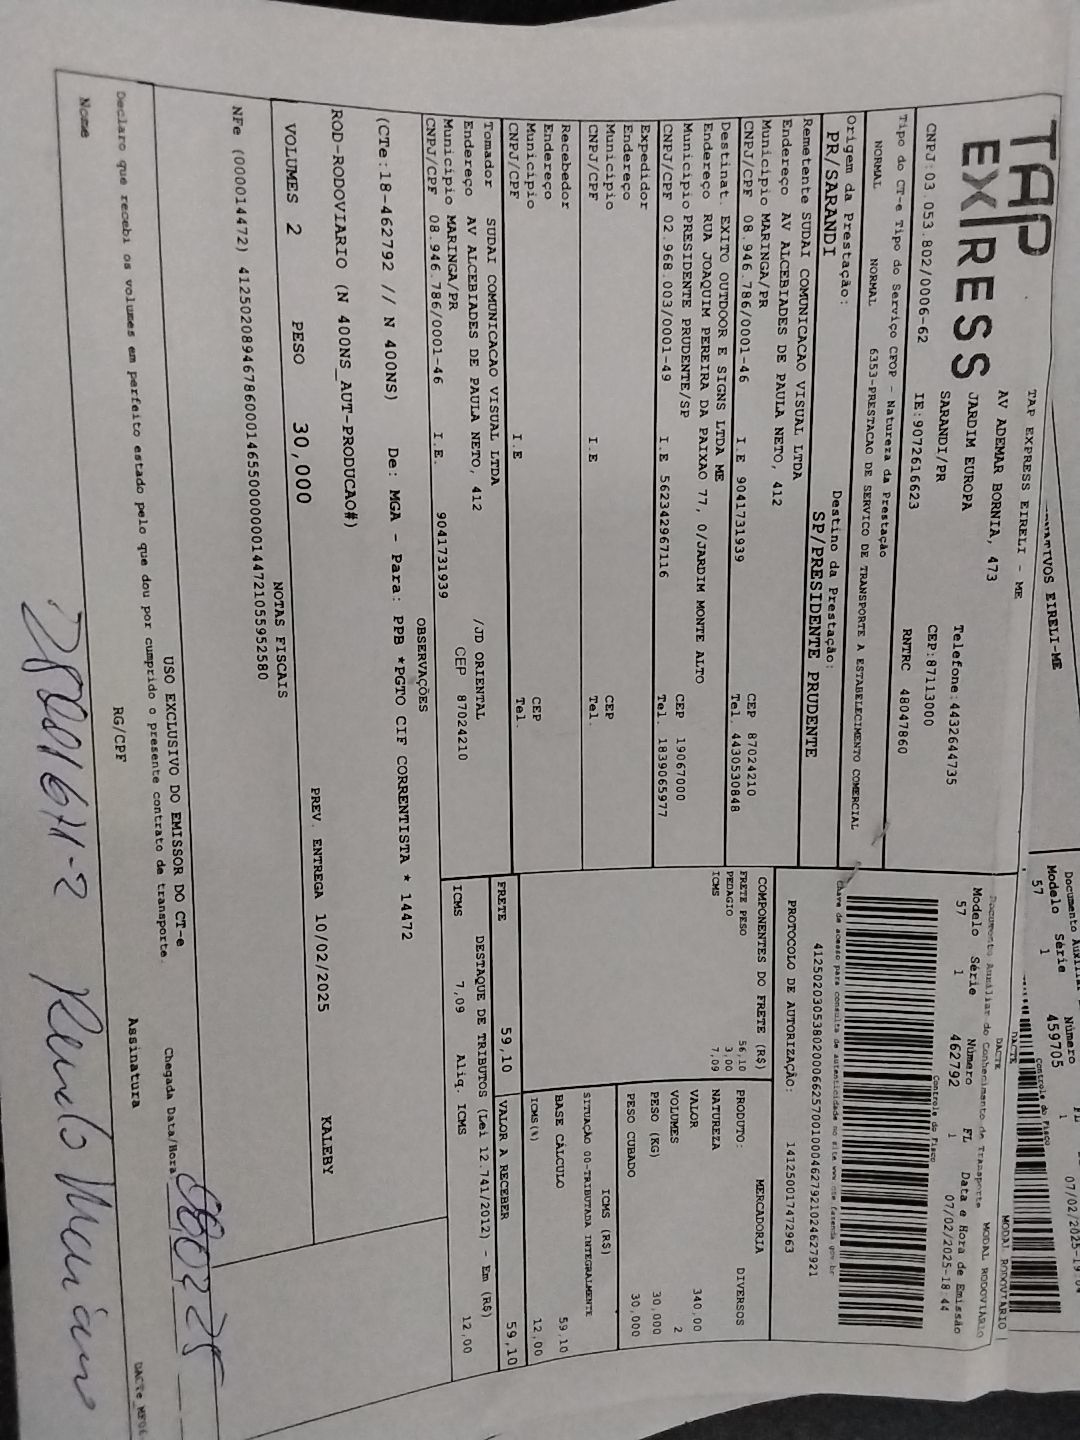 NATIVOS EIRELI-ME
Modelo Série Número FL
57 1 459705 1 07/02/2025-19:04
Controle do Fisco
TAP EXPRESS
TAP EXPRESS EIRELI - ME
AV ADEMAR BORNIA, 473
JARDIM EUROPA
SARANDI/PR
Telefone:4432644735
CEP:87113000
CNPJ:03.053.802/0006-62 IE:9072616623 RNTRC 48047860
DACTE MODAL RODOVIARIO
Documento Auxiliar do Conhecimento de Transporte MODAL RODOVIARIO
Modelo Série Número FL Data e Hora de Emissão
57 1 462792 1 07/02/2025-18:44
Controle do Fisco
Tipo do CT-e Tipo do Serviço CFOP - Natureza da Prestação
NORMAL NORMAL 6353-PRESTACAO DE SERVICO DE TRANSPORTE A ESTABELECIMENTO COMERCIAL
Chave de acesso para consulta de autenticidade no site www.cte.fazenda.gov.br
41250203053802000662570010004627921024627921
PROTOCOLO DE AUTORIZAÇÃO: 141250017472963
Origem da Prestação: Destino da Prestação:
PR/SARANDI SP/PRESIDENTE PRUDENTE
Remetente SUDAI COMUNICACAO VISUAL LTDA
Endereço AV ALCEBIADES DE PAULA NETO, 412
Municipio MARINGA/PR CEP 87024210
CNPJ/CPF 08.946.786/0001-46 I.E 9041731939 Tel. 4430530848
Destinat. EXITO OUTDOOR E SIGNS LTDA ME
Endereço RUA JOAQUIM PEREIRA DA PAIXAO 77, 0/JARDIM MONTE ALTO
Municipio PRESIDENTE PRUDENTE/SP CEP 19067000
CNPJ/CPF 02.968.003/0001-49 I.E 562342967116 Tel. 1839065977
Expedidor
Endereço
Municipio CEP
CNPJ/CPF I.E Tel.
Recebedor
Endereço
Municipio CEP
CNPJ/CPF I.E Tel.
Tomador SUDAI COMUNICACAO VISUAL LTDA
Endereço AV ALCEBIADES DE PAULA NETO, 412 /JD ORIENTAL
Municipio MARINGA/PR CEP 87024210
CNPJ/CPF 08.946.786/0001-46 I.E. 9041731939
COMPONENTES DO FRETE (R$)
FRETE PESO 56,10
PEDAGIO 3,00
ICMS 7,09
MERCADORIA
PRODUTO: DIVERSOS
NATUREZA
VALOR 340,00
VOLUMES 2
PESO (KG) 30,000
PESO CUBADO 30,000
ICMS (R$)
SITUAÇÃO 00-TRIBUTADA INTEGRALMENTE
BASE CÁLCULO 59,10
ICMS(%) 12,00
FRETE 59,10 VALOR A RECEBER 59,10
DESTAQUE DE TRIBUTOS (Lei 12.741/2012) - Em (R$)
ICMS 7,09 Aliq. ICMS 12,00
OBSERVAÇÕES
(CTe:18-462792 // N 400NS) De: MGA - Para: PPB *PGTO CIF CORRENTISTA * 14472
ROD-RODOVIARIO (N 400NS_AUT-PRODUCAO#)
VOLUMES 2 PESO 30,000 PREV. ENTREGA 10/02/2025 KALEBY
NOTAS FISCAIS
NFe (000014472) 41250208946786000146550000000144721055952580
USO EXCLUSIVO DO EMISSOR DO CT-e
Declaro que recebi os volumes em perfeito estado pelo que dou por cumprido o presente contrato de transporte.
Chegada Data/Hora
Nome RG/CPF Assinatura
DACTe_MF06